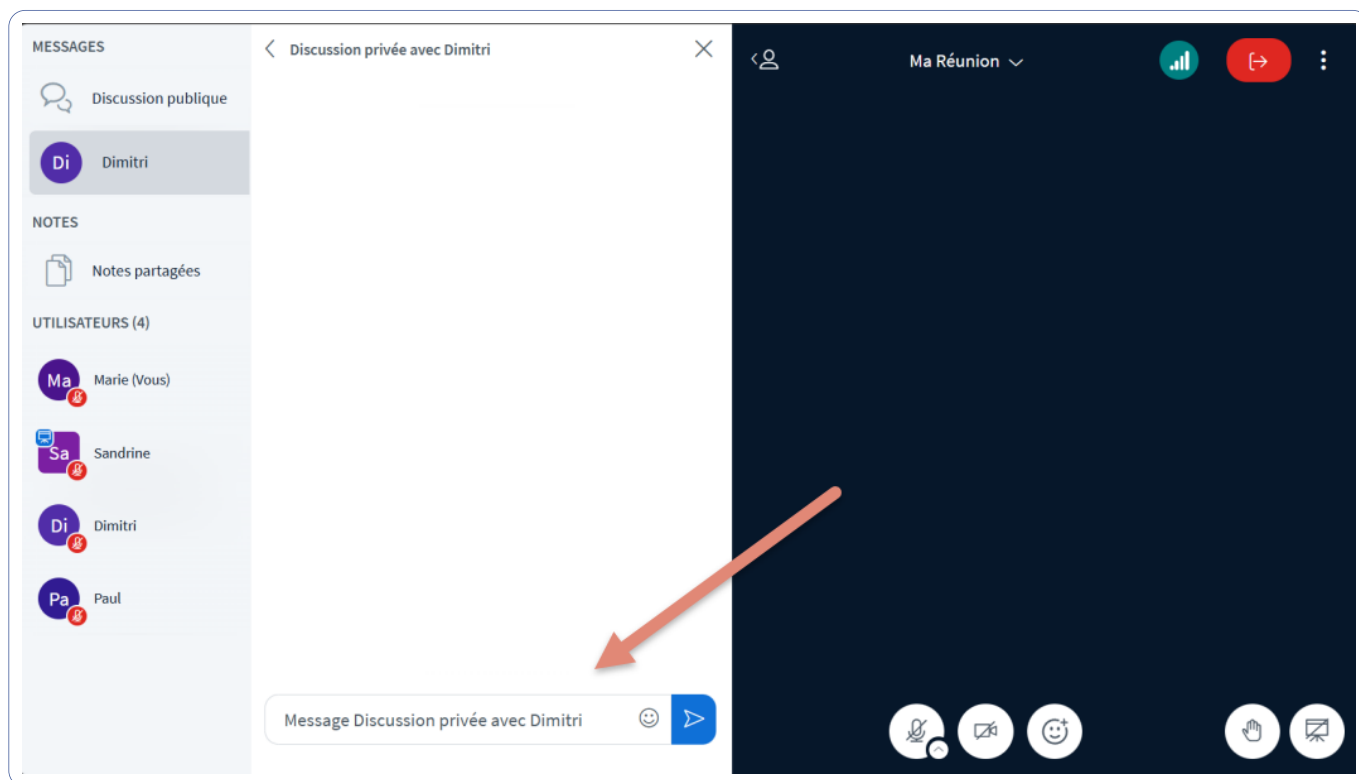 MESSAGES
Discussion publique
Di
Dimitri
NOTES
Notes partagées
UTILISATEURS (4)
Ma
Marie (Vous)
Sa
Sandrine
Di
Dimitri
Pa
Paul
Discussion privée avec Dimitri
Message Discussion privée avec Dimitri
Ma Réunion